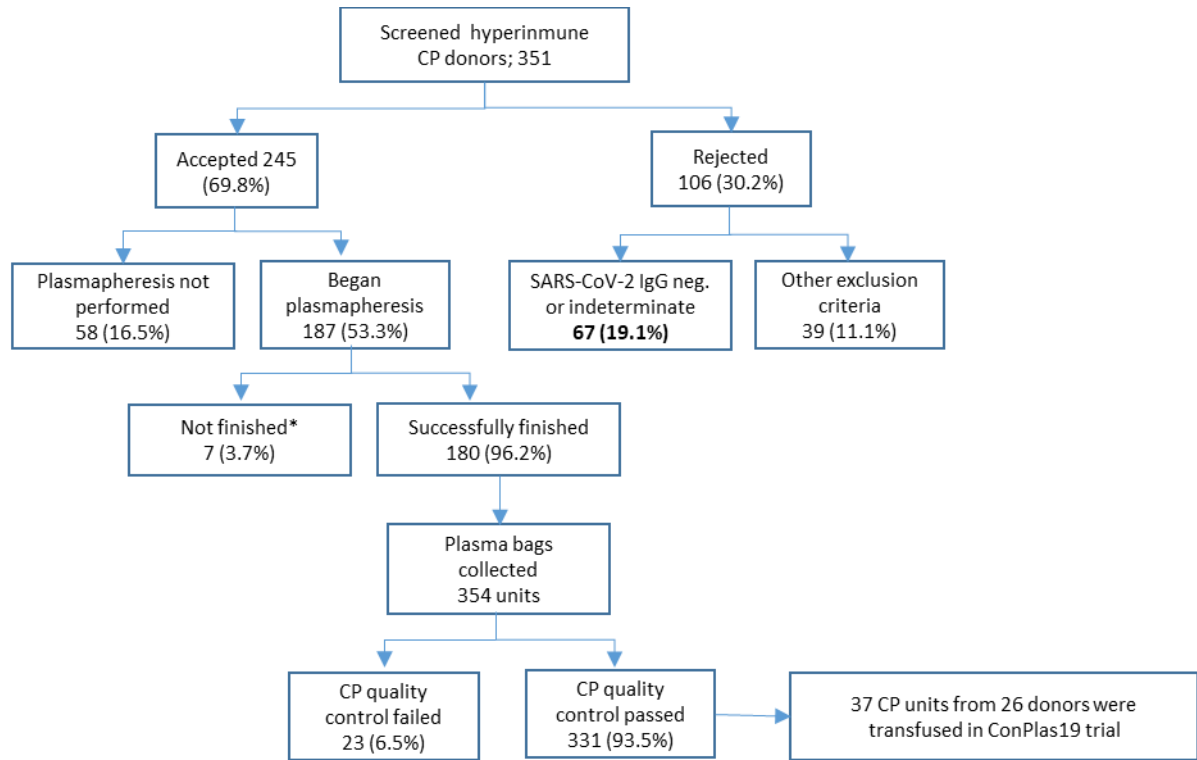 Screened hyperinmune
CP donors; 351
Accepted 245
(69.8%)
Rejected
106 (30.2%)
Plasmapheresis not
performed
58 (16.5%)
Began
plasmapheresis
187 (53.3%)
SARS-CoV-2 IgG neg.
or indeterminate
67 (19.1%)
Other exclusion
criteria
39 (11.1%)
Not finished*
7 (3.7%)
Successfully finished
180 (96.2%)
Plasma bags
collected
354 units
CP quality
control failed
23 (6.5%)
CP quality
control passed
331 (93.5%)
37 CP units from 26 donors were
transfused in ConPlas19 trial